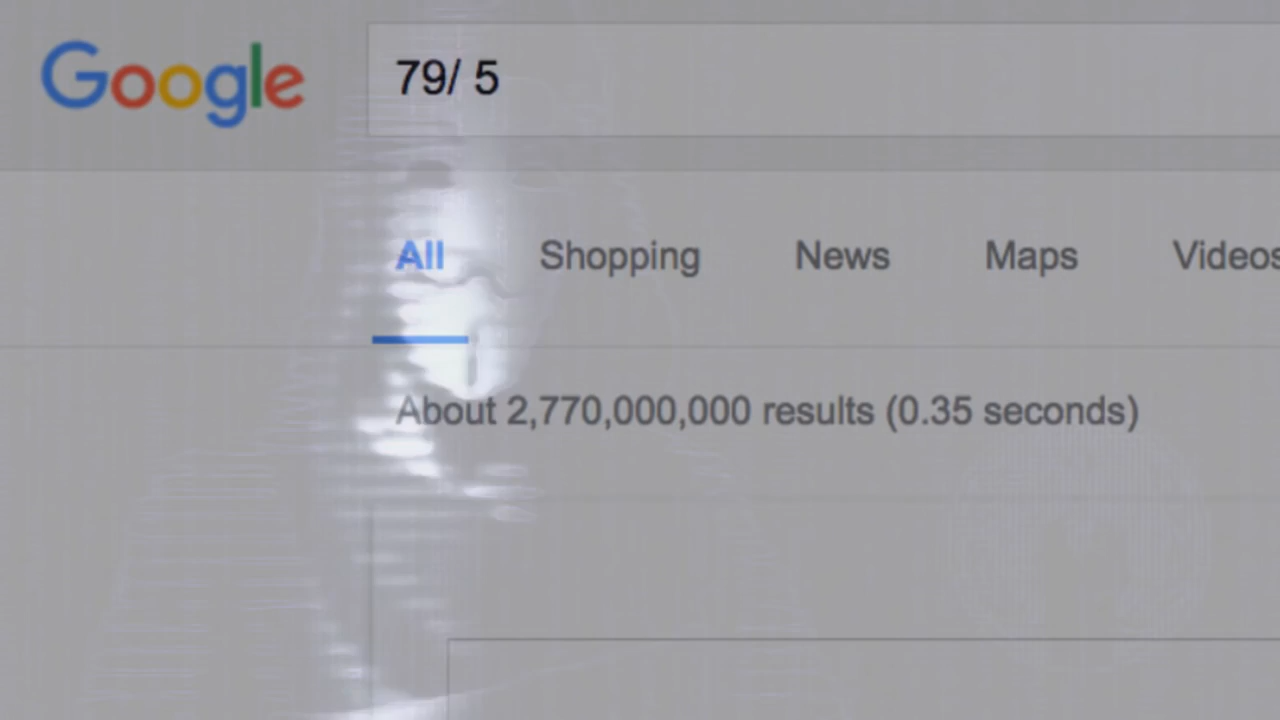 Google
79/ 5
All Shopping News Maps Videos
About 2,770,000,000 results (0.35 seconds)